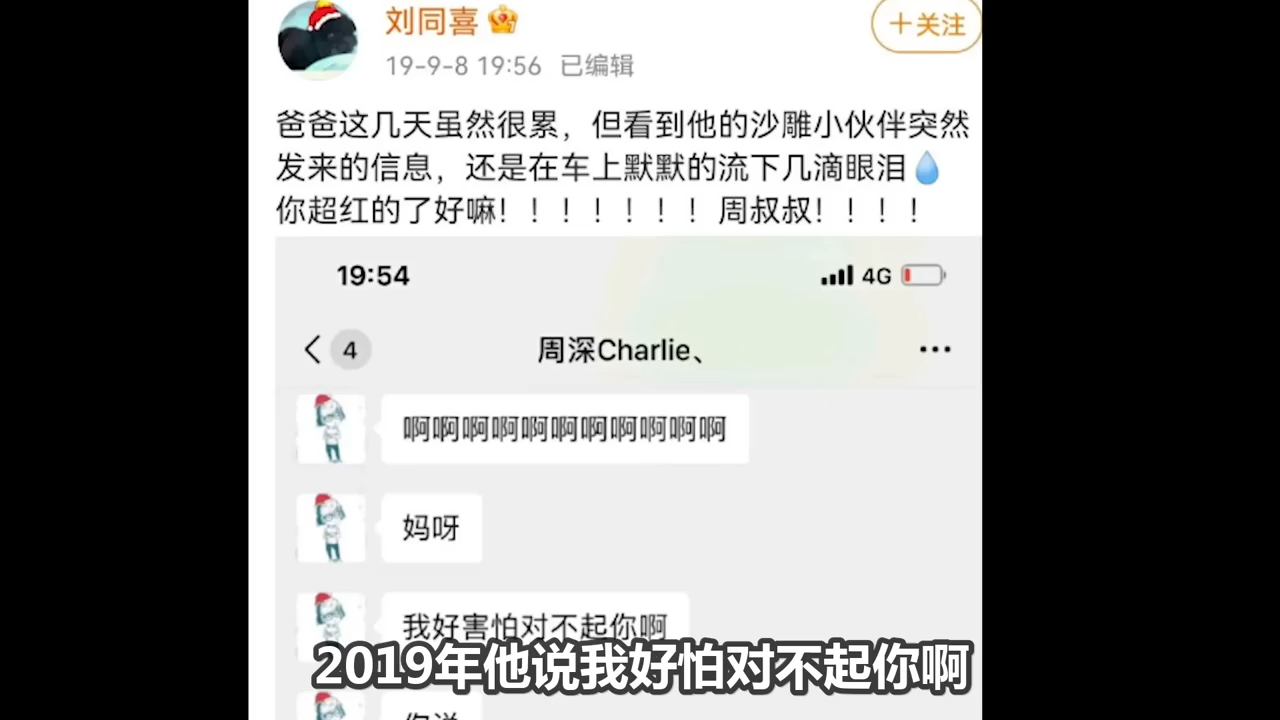 刘同喜
+关注
19-9-8 19:56 已编辑
爸爸这几天虽然很累，但看到他的沙雕小伙伴突然
发来的信息，还是在车上默默的流下几滴眼泪💧
你超红的了好嘛！！！！！！！周叔叔！！！！
19:54
4G
4
周深Charlie、
啊啊啊啊啊啊啊啊啊啊啊
妈呀
我好害怕对不起你啊
2019年他说我好怕对不起你啊